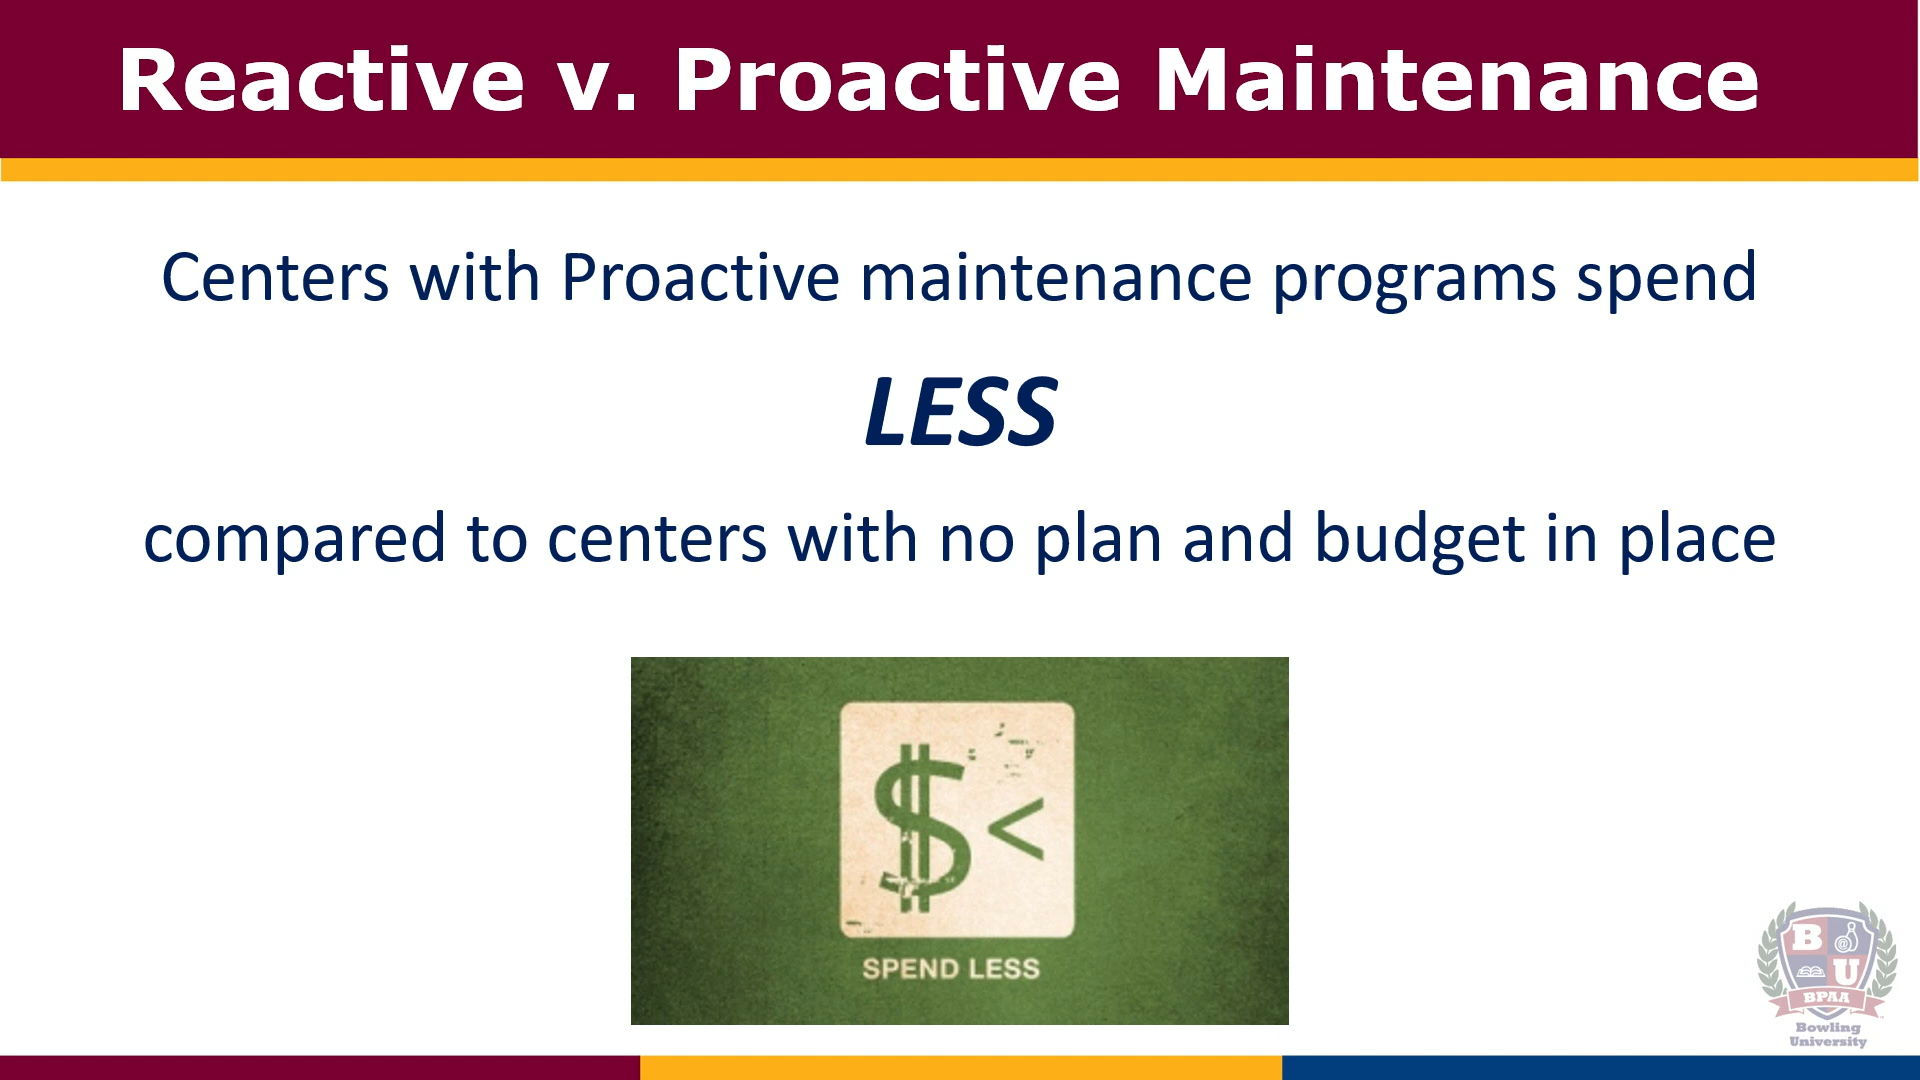 Reactive v. Proactive Maintenance
Centers with Proactive maintenance programs spend
LESS
compared to centers with no plan and budget in place
$<
SPEND LESS
B
U
BPAA
Bowling
University